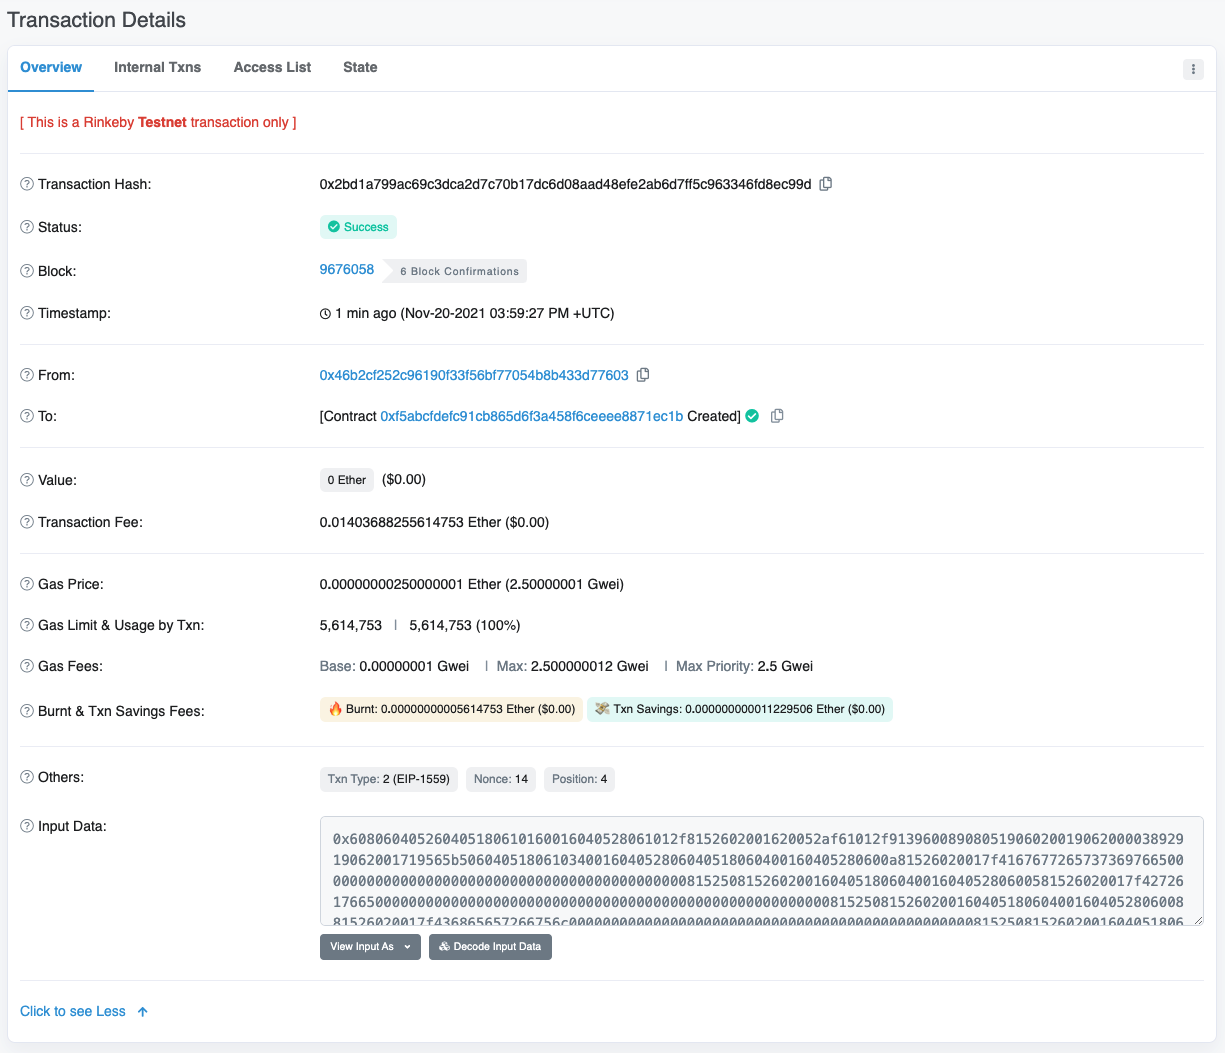 Transaction Details
Overview Internal Txns Access List State
[ This is a Rinkeby Testnet transaction only ]
Transaction Hash: 0x2bd1a799ac69c3dca2d7c70b17dc6d08aad48efe2ab6d7ff5c963346fd8ec99d
Status: Success
Block: 9676058 6 Block Confirmations
Timestamp: 1 min ago (Nov-20-2021 03:59:27 PM +UTC)
From: 0x46b2cf252c96190f33f56bf77054b8b433d77603
To: [Contract 0xf5abcfdefc91cb865d6f3a458f6ceeee8871ec1b Created]
Value: 0 Ether ($0.00)
Transaction Fee: 0.01403688255614753 Ether ($0.00)
Gas Price: 0.00000000250000001 Ether (2.50000001 Gwei)
Gas Limit & Usage by Txn: 5,614,753 | 5,614,753 (100%)
Gas Fees: Base: 0.00000001 Gwei | Max: 2.500000012 Gwei | Max Priority: 2.5 Gwei
Burnt & Txn Savings Fees: 🔥 Burnt: 0.00000000005614753 Ether ($0.00) 💸 Txn Savings: 0.000000000011229506 Ether ($0.00)
Others: Txn Type: 2 (EIP-1559) Nonce: 14 Position: 4
Input Data:
0x60806040526040518061016001604052806101 2f8152602001620052af61012f9139600890805190602001906200003892 9
View Input As Decode Input Data
Click to see Less